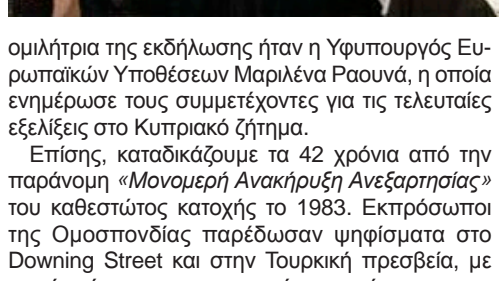 ομιλήτρια της εκδήλωσης ήταν η Υφυπουργός Ευ-
ρωπαϊκών Υποθέσεων Μαριλένα Ραουνά, η οποία
ενημέρωσε τους συμμετέχοντες για τις τελευταίες
εξελίξεις στο Κυπριακό ζήτημα.
Επίσης, καταδικάζουμε τα 42 χρόνια από την
παράνομη «Μονομερή Ανακήρυξη Ανεξαρτησίας»
του καθεστώτος κατοχής το 1983. Εκπρόσωποι
της Ομοσπονδίας παρέδωσαν ψηφίσματα στο
Downing Street και στην Τουρκική πρεσβεία, με